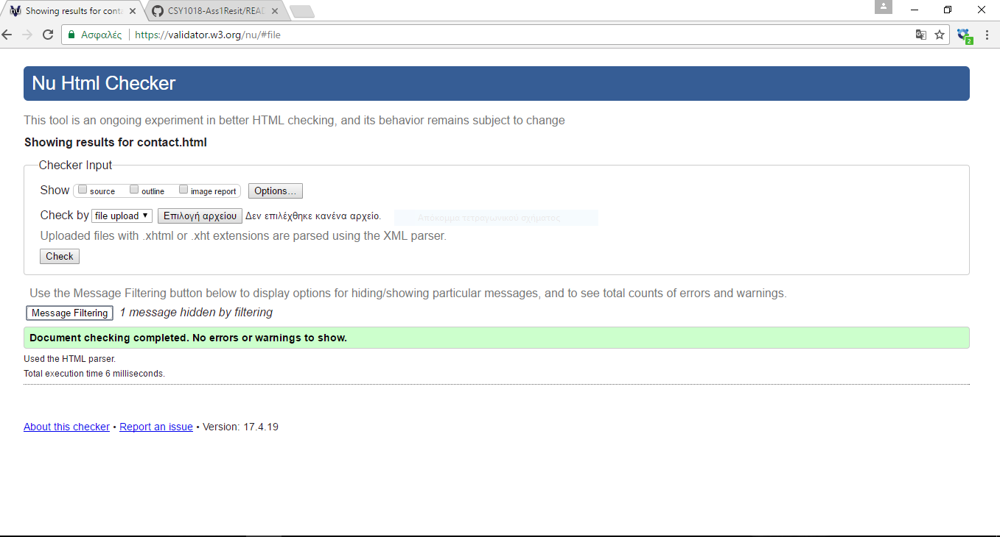 Showing results for conta
CSY1018-Ass1Resit/READ
Ασφαλές https://validator.w3.org/nu/#file
2
Nu Html Checker
This tool is an ongoing experiment in better HTML checking, and its behavior remains subject to change
Showing results for contact.html
Checker Input
Show source outline image report Options...
Check by file upload Επιλογή αρχείου Δεν επιλέχθηκε κανένα αρχείο. Απόκομμα τετραγωνικού σχήματος
Uploaded files with .xhtml or .xht extensions are parsed using the XML parser.
Check
Use the Message Filtering button below to display options for hiding/showing particular messages, and to see total counts of errors and warnings.
Message Filtering 1 message hidden by filtering
Document checking completed. No errors or warnings to show.
Used the HTML parser.
Total execution time 6 milliseconds.
About this checker • Report an issue • Version: 17.4.19